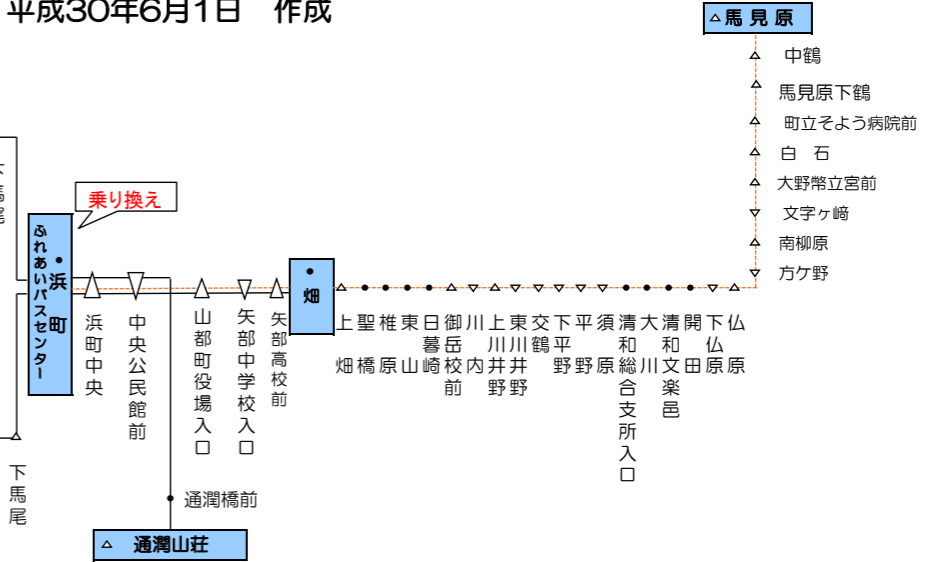 平成30年6月1日　作成
△馬見原
中鶴
馬見原下鶴
町立そよう病院前
白　石
大野幣立宮前
文字ヶ﨑
南柳原
方ケ野
乗り換え
下馬尾
ふれあいバスセンター
●浜町
浜町中央
中央公民館前
山都町役場入口
矢部中学校入口
矢部高校前
●畑
上畑
聖橋
椎原
東山
日暮崎
御岳校前
川内
上川井野
東川井野
交鶴
下平野
平野
須原
清和総合支所入口
大川
清和文楽邑
開田
下仏原
仏原
下馬尾
通潤橋前
△　通潤山荘